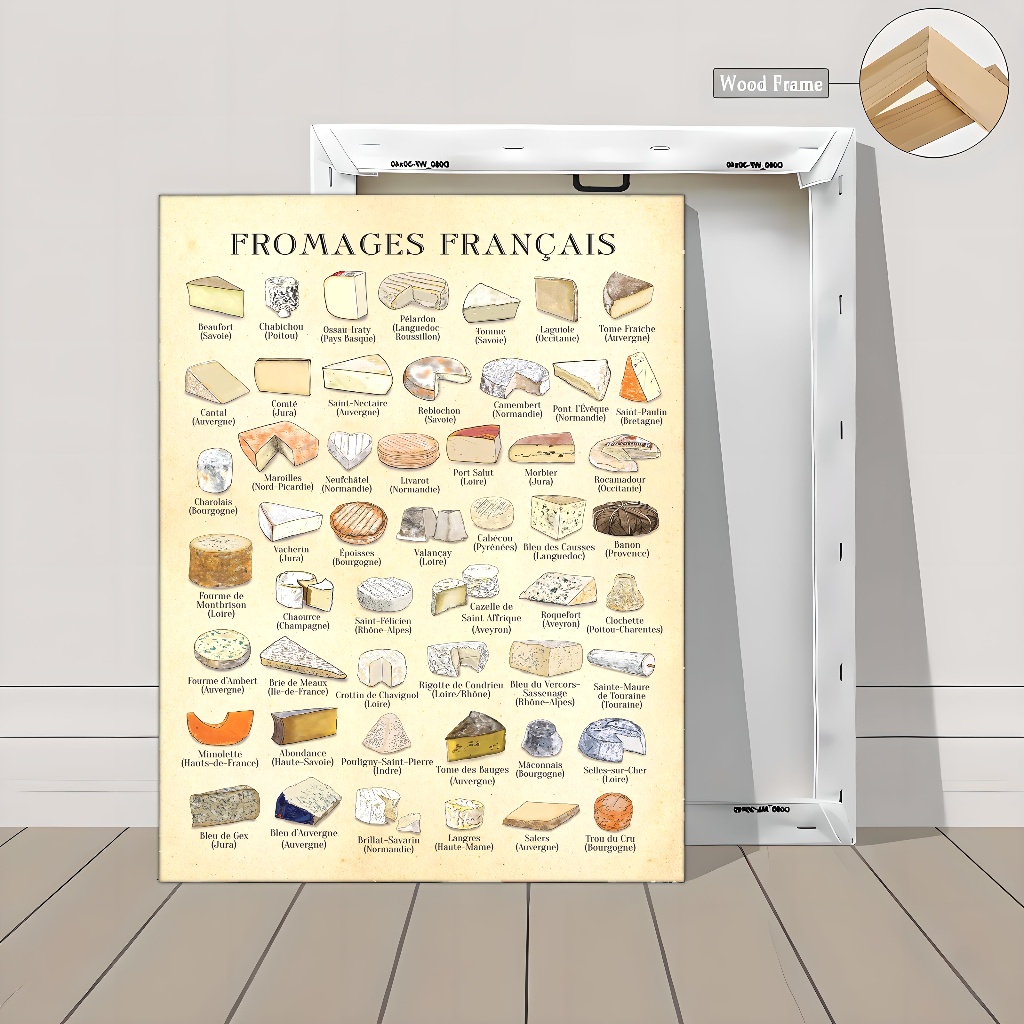 Wood Frame
FROMAGES FRANÇAIS
Beaufort
(Savoie)
Chabichou
(Poitou)
Ossau-Iraty
(Pays Basque)
Pélardon
(Languedoc
Roussillon)
Tomme
(Savoie)
Laguiole
(Occitanie)
Tome Fraiche
(Auvergne)
Cantal
(Auvergne)
Comté
(Jura)
Saint-Nectaire
(Auvergne)
Reblochon
(Savoie)
Camembert
(Normandie)
Pont l'Évêque
(Normandie)
Saint-Paulin
(Bretagne)
Charolais
(Bourgogne)
Maroilles
(Nord-Picardie)
Neufchâtel
(Normandie)
Livarot
(Normandie)
Port Salut
(Loire)
Morbier
(Jura)
Rocamadour
(Occitanie)
Fourme de
Montbrison
(Loire)
Vacherin
(Jura)
Époisses
(Bourgogne)
Valançay
(Loire)
Cabécou
(Pyrénées)
Bleu des Causses
(Languedoc)
Banon
(Provence)
Chaource
(Champagne)
Saint-Félicien
(Rhône-Alpes)
Cazelle de
Saint Affrique
(Aveyron)
Roquefort
(Aveyron)
Clochette
(Poitou-Charentes)
Fourme d'Ambert
(Auvergne)
Brie de Meaux
(Ile-de-France)
Crottin de Chavignol
(Loire)
Rigotte de Condrieu
(Loire/Rhône)
Bleu du Vercors-
Sassenage
(Rhône-Alpes)
Sainte-Maure
de Touraine
(Touraine)
Mimolette
(Hauts-de-France)
Abondance
(Haute-Savoie)
Pouligny-Saint-Pierre
(Indre)
Tome des Bauges
(Auvergne)
Mâconnais
(Bourgogne)
Selles-sur-Cher
(Loire)
Bleu de Gex
(Jura)
Bleu d'Auvergne
(Auvergne)
Brillat-Savarin
(Normandie)
Langres
(Haute-Mame)
Salers
(Auvergne)
Trou du Cru
(Bourgogne)